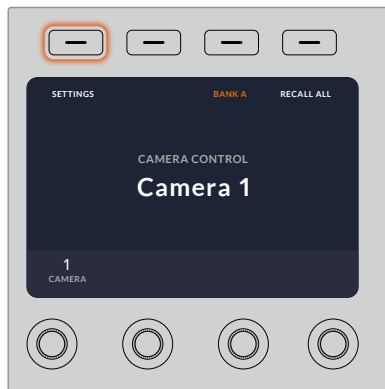 SETTINGS BANK A RECALL ALL
CAMERA CONTROL
Camera 1
1
CAMERA